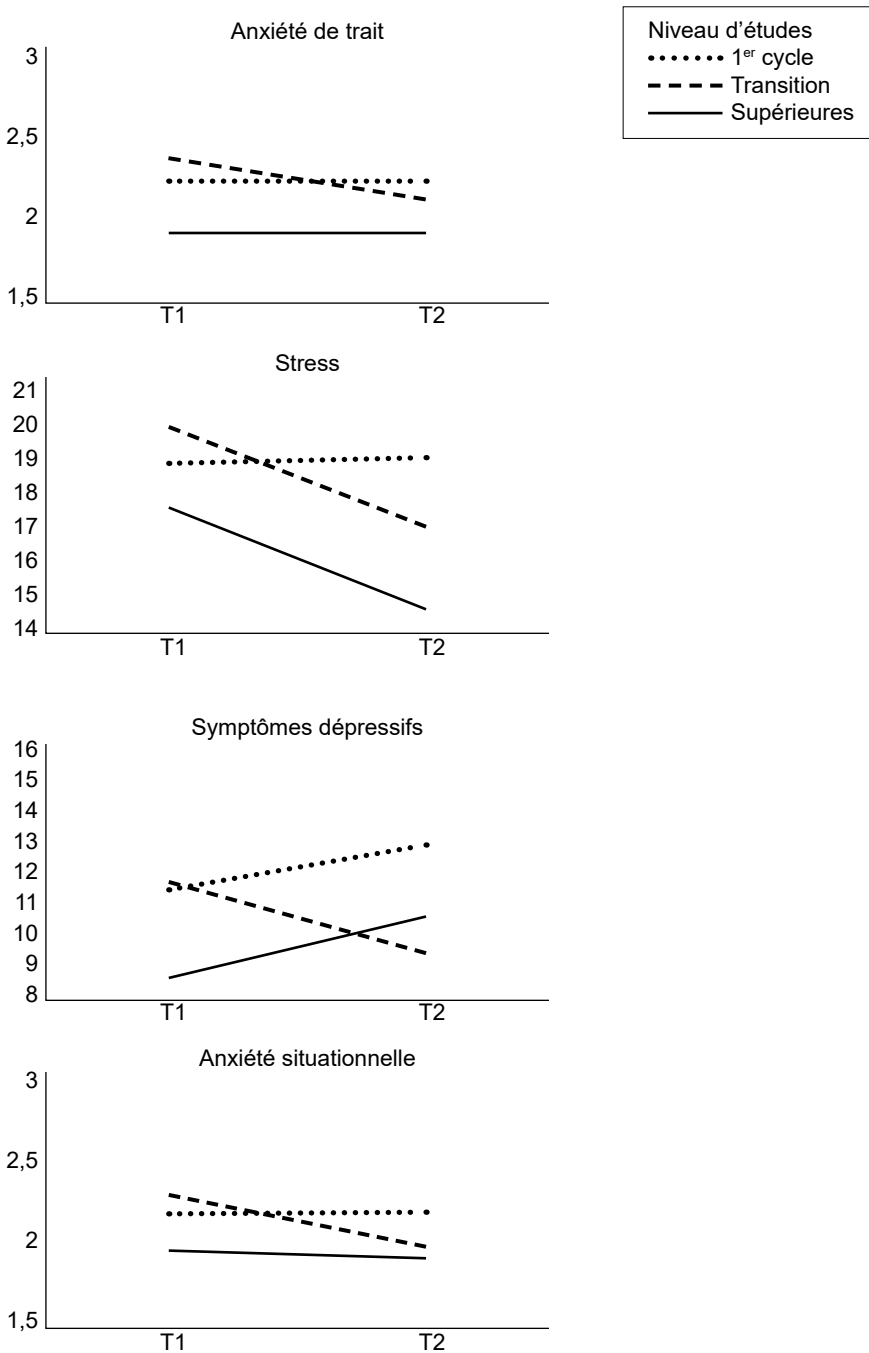 Anxiété de trait
3
2,5
2
1,5
T1 T2
Niveau d’études
1er cycle
Transition
Supérieures
Stress
21
20
19
18
17
16
15
14
T1 T2
Symptômes dépressifs
16
15
14
13
12
11
10
9
8
T1 T2
Anxiété situationnelle
3
2,5
2
1,5
T1 T2